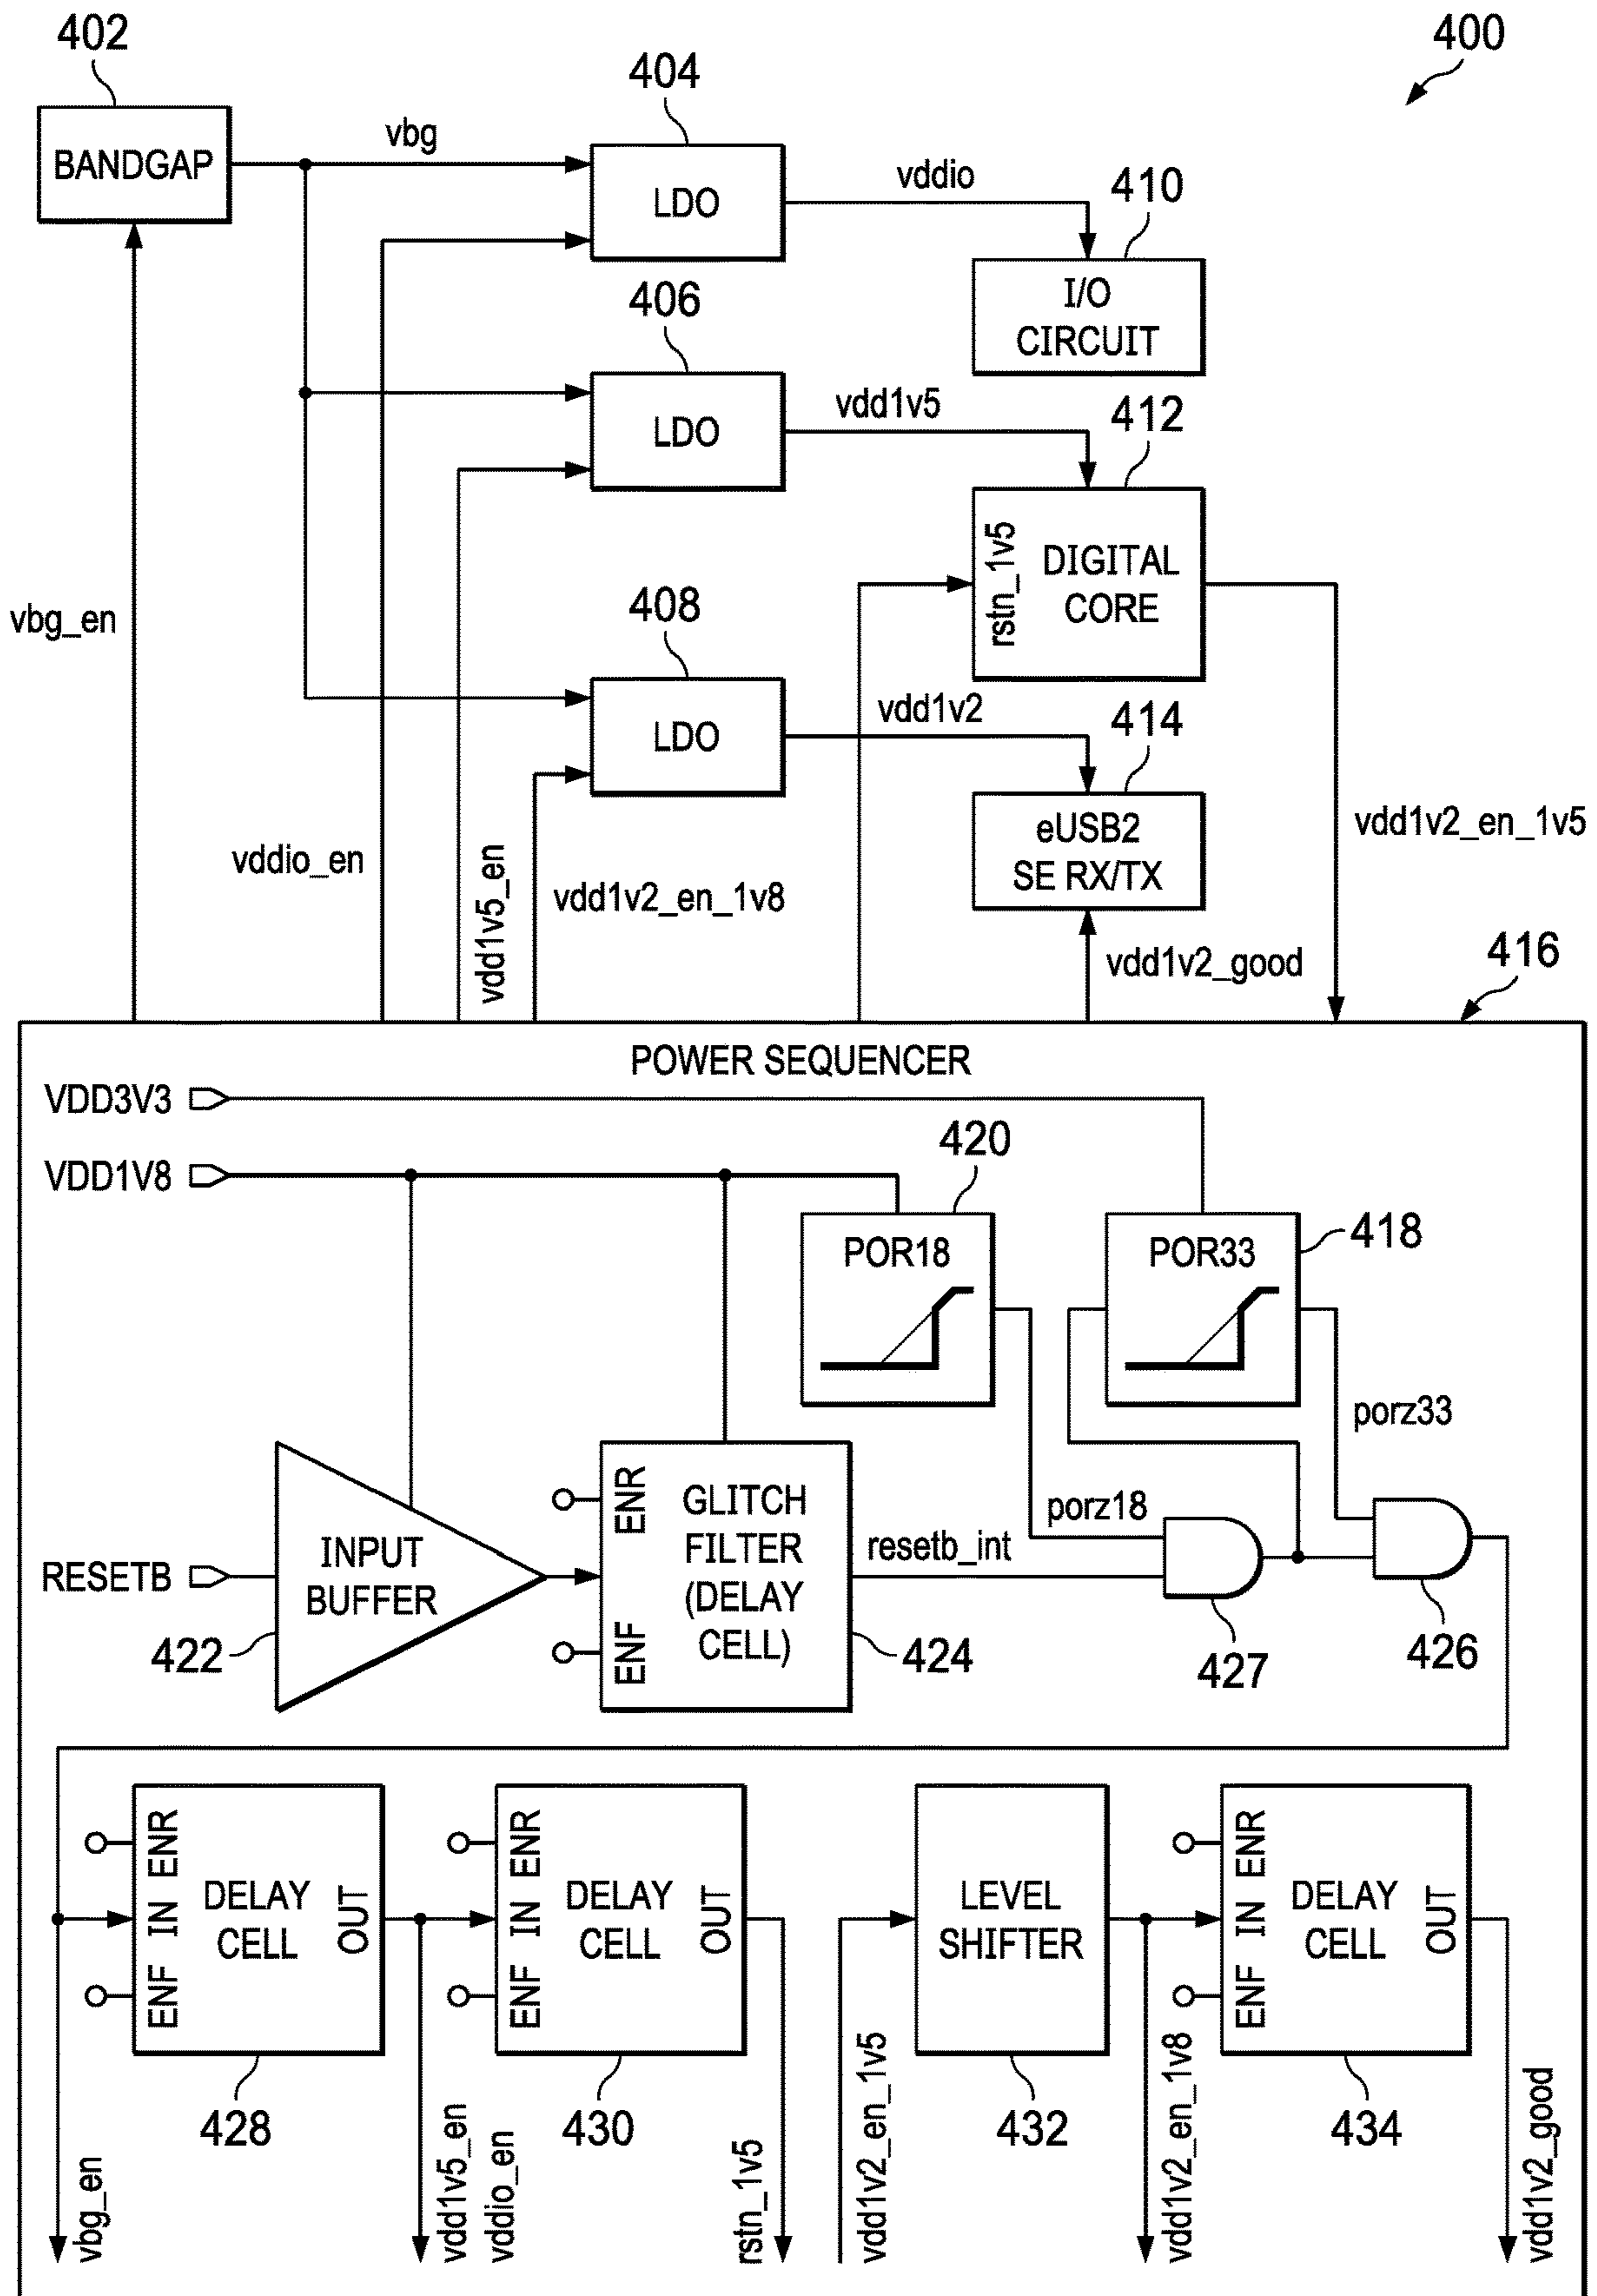 402
400
404
BANDGAP
vbg
LDO
vddio
410
I/O
CIRCUIT
406
LDO
vdd1v5
412
rstn_1v5
DIGITAL
CORE
vbg_en
408
LDO
vdd1v2
414
eUSB2
SE RX/TX
vdd1v2_en_1v5
vddio_en
vdd1v5_en
vdd1v2_en_1v8
vdd1v2_good
416
POWER SEQUENCER
VDD3V3
VDD1V8
420
POR18
POR33
418
porz33
ENR
GLITCH
FILTER
(DELAY
CELL)
ENF
porz18
resetb_int
RESETB
INPUT
BUFFER
422
424
427
426
ENR
IN
ENF
DELAY
CELL
OUT
428
ENR
IN
ENF
DELAY
CELL
OUT
430
LEVEL
SHIFTER
432
ENR
IN
ENF
DELAY
CELL
OUT
434
vbg_en
vdd1v5_en
vddio_en
rstn_1v5
vdd1v2_en_1v5
vdd1v2_en_1v8
vdd1v2_good